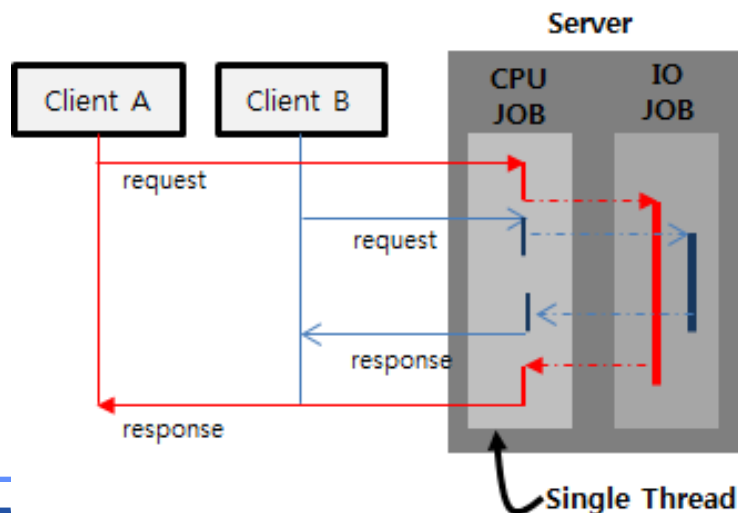 Server
Client A
Client B
CPU
JOB
IO
JOB
request
request
response
response
Single Thread